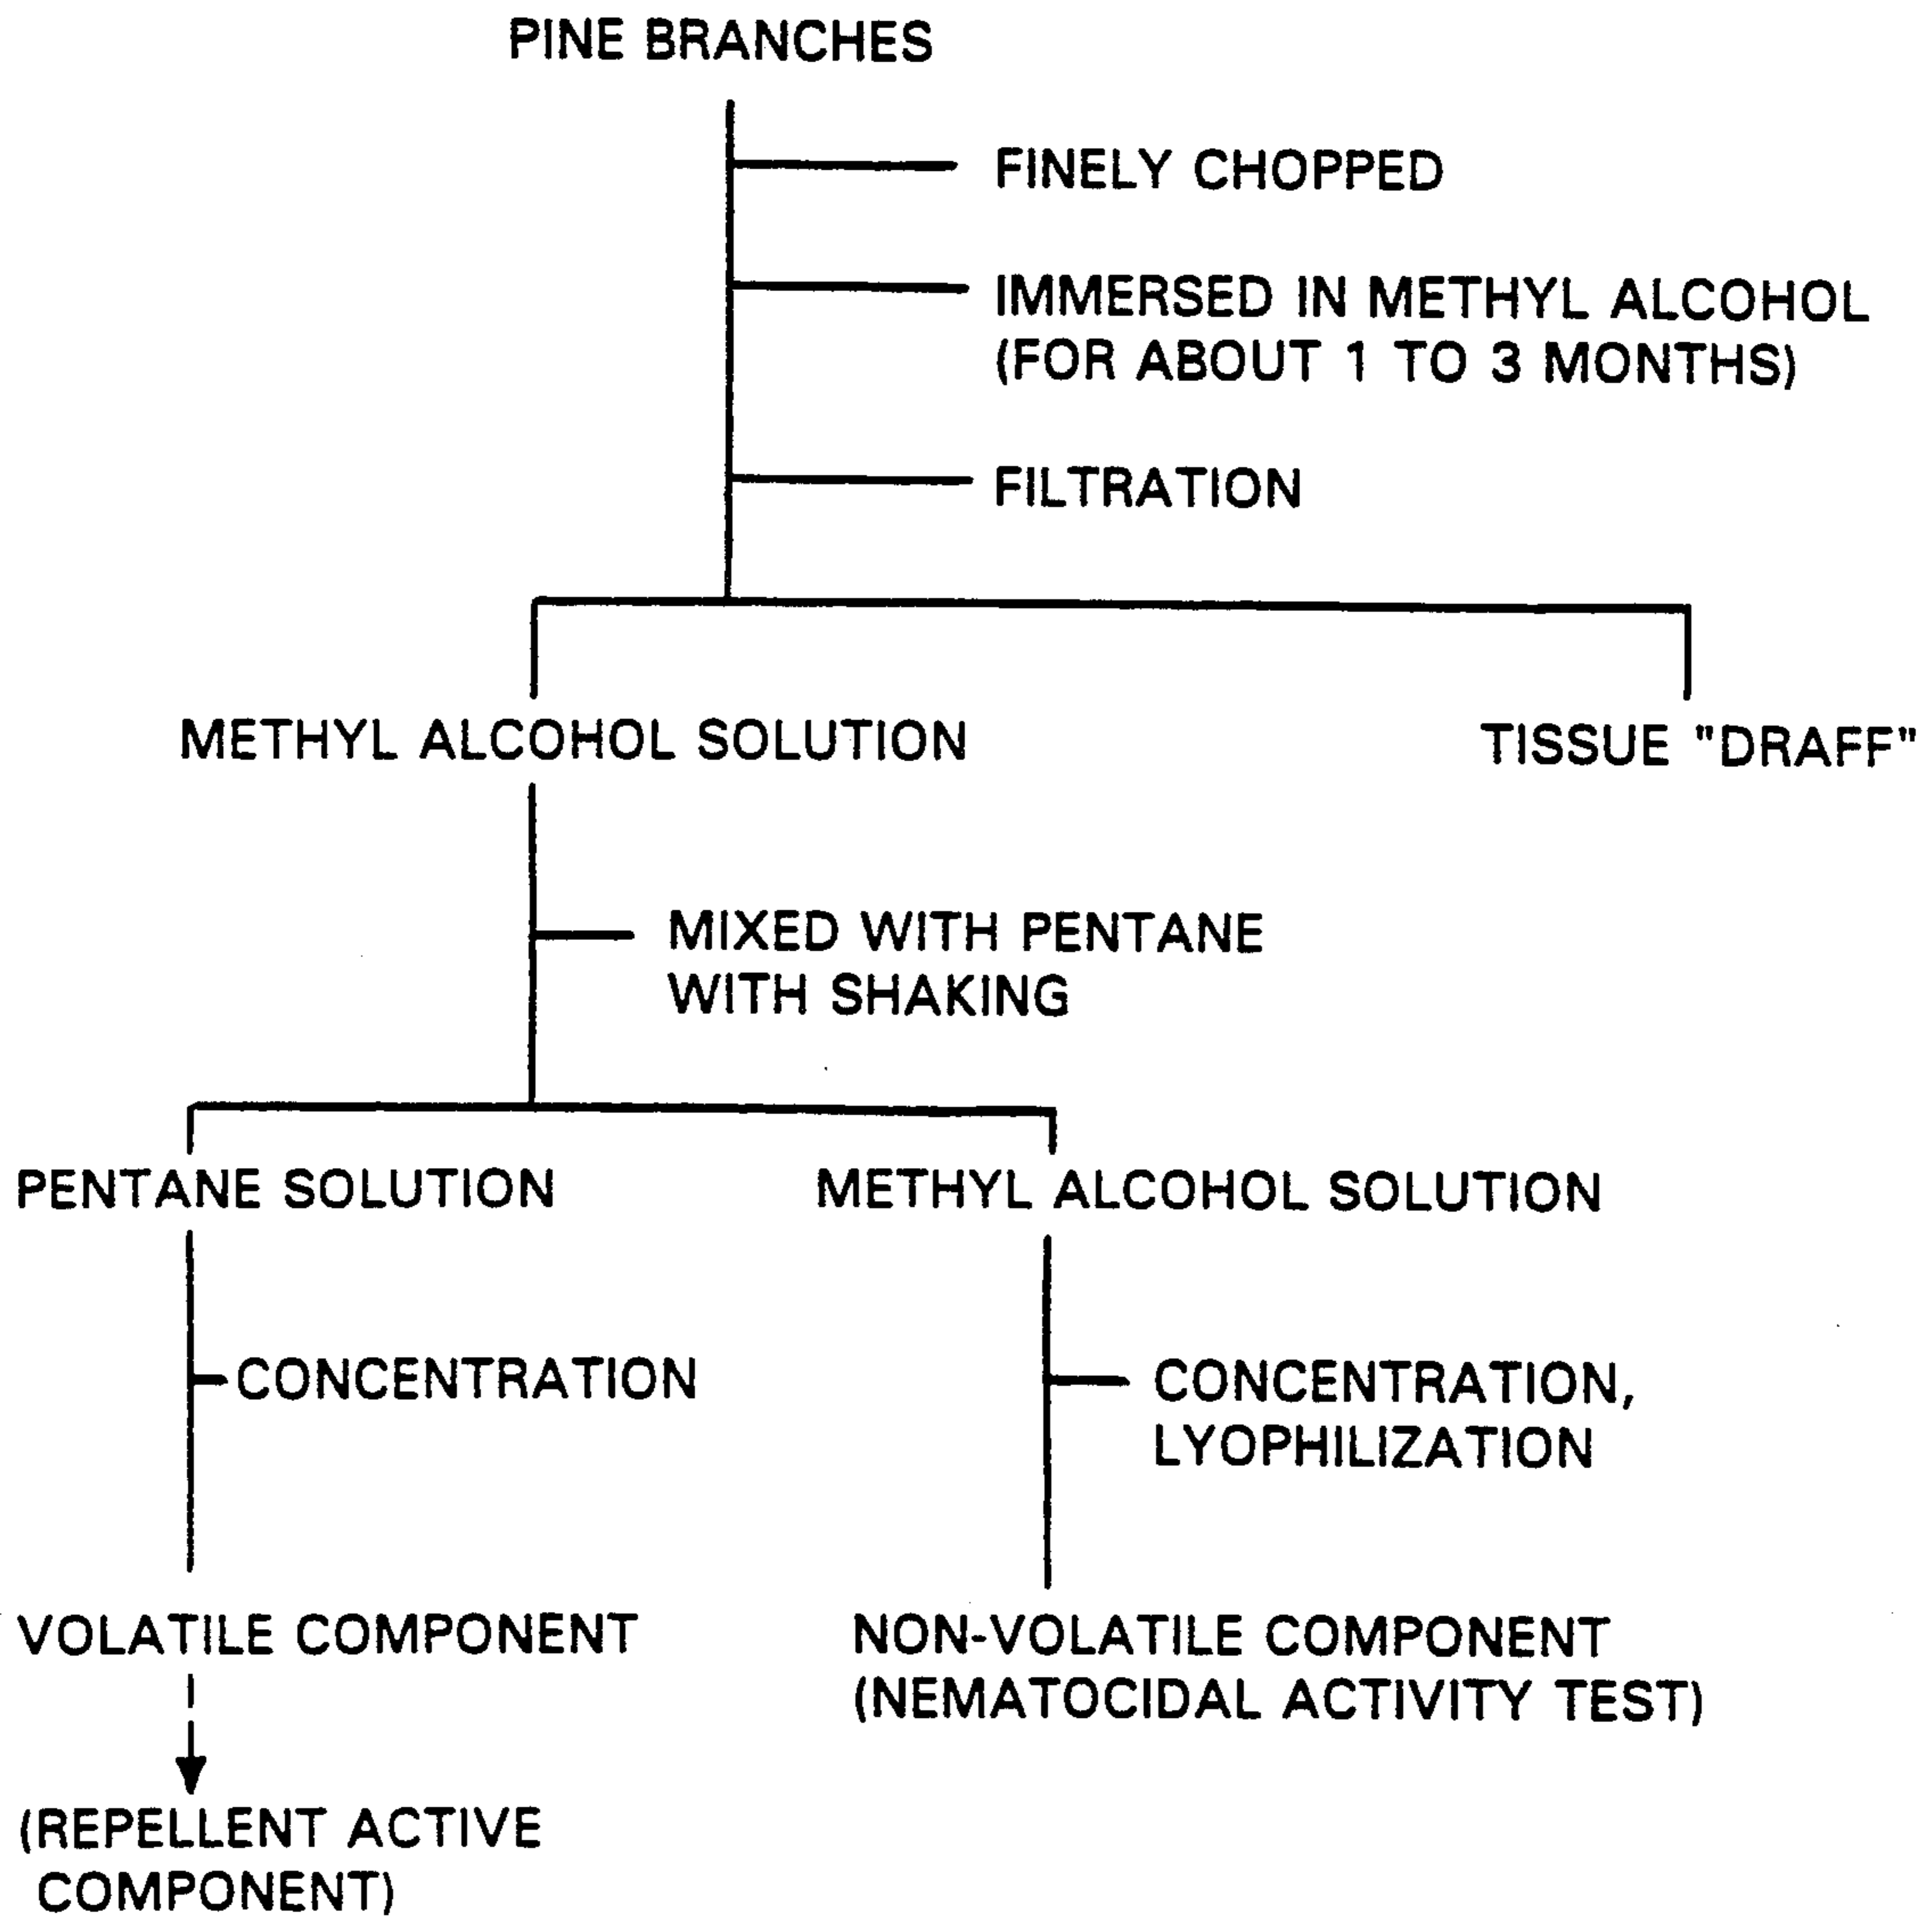 PINE BRANCHES
FINELY CHOPPED
IMMERSED IN METHYL ALCOHOL
(FOR ABOUT 1 TO 3 MONTHS)
FILTRATION
METHYL ALCOHOL SOLUTION
TISSUE "DRAFF"
MIXED WITH PENTANE
WITH SHAKING
PENTANE SOLUTION
METHYL ALCOHOL SOLUTION
CONCENTRATION
CONCENTRATION,
LYOPHILIZATION
VOLATILE COMPONENT
NON-VOLATILE COMPONENT
(NEMATOCIDAL ACTIVITY TEST)
(REPELLENT ACTIVE
COMPONENT)